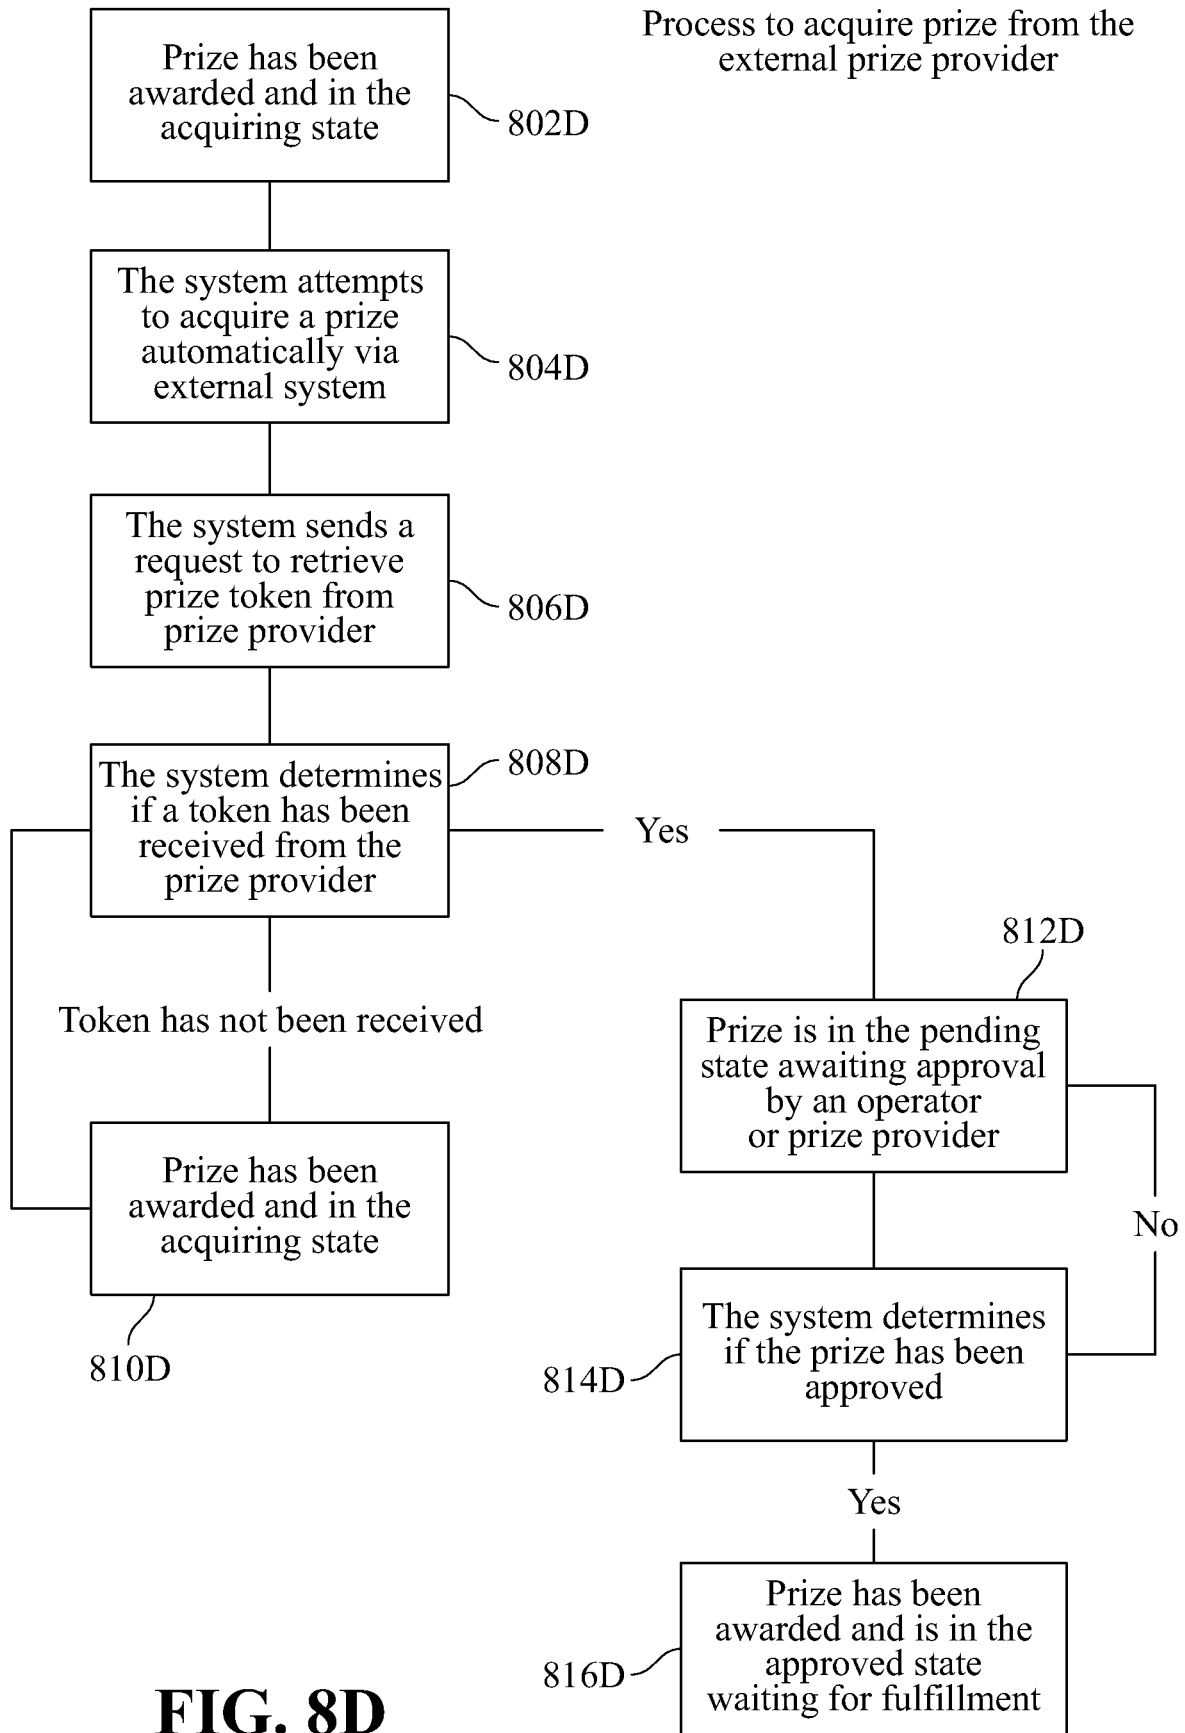 Process to acquire prize from the
external prize provider
Prize has been
awarded and in the
acquiring state
802D
The system attempts
to acquire a prize
automatically via
external system
804D
The system sends a
request to retrieve
prize token from
prize provider
806D
The system determines
if a token has been
received from the
prize provider
808D
Yes
Token has not been received
Prize has been
awarded and in the
acquiring state
810D
812D
Prize is in the pending
state awaiting approval
by an operator
or prize provider
No
The system determines
if the prize has been
approved
814D
Yes
Prize has been
awarded and is in the
approved state
waiting for fulfillment
816D
FIG. 8D